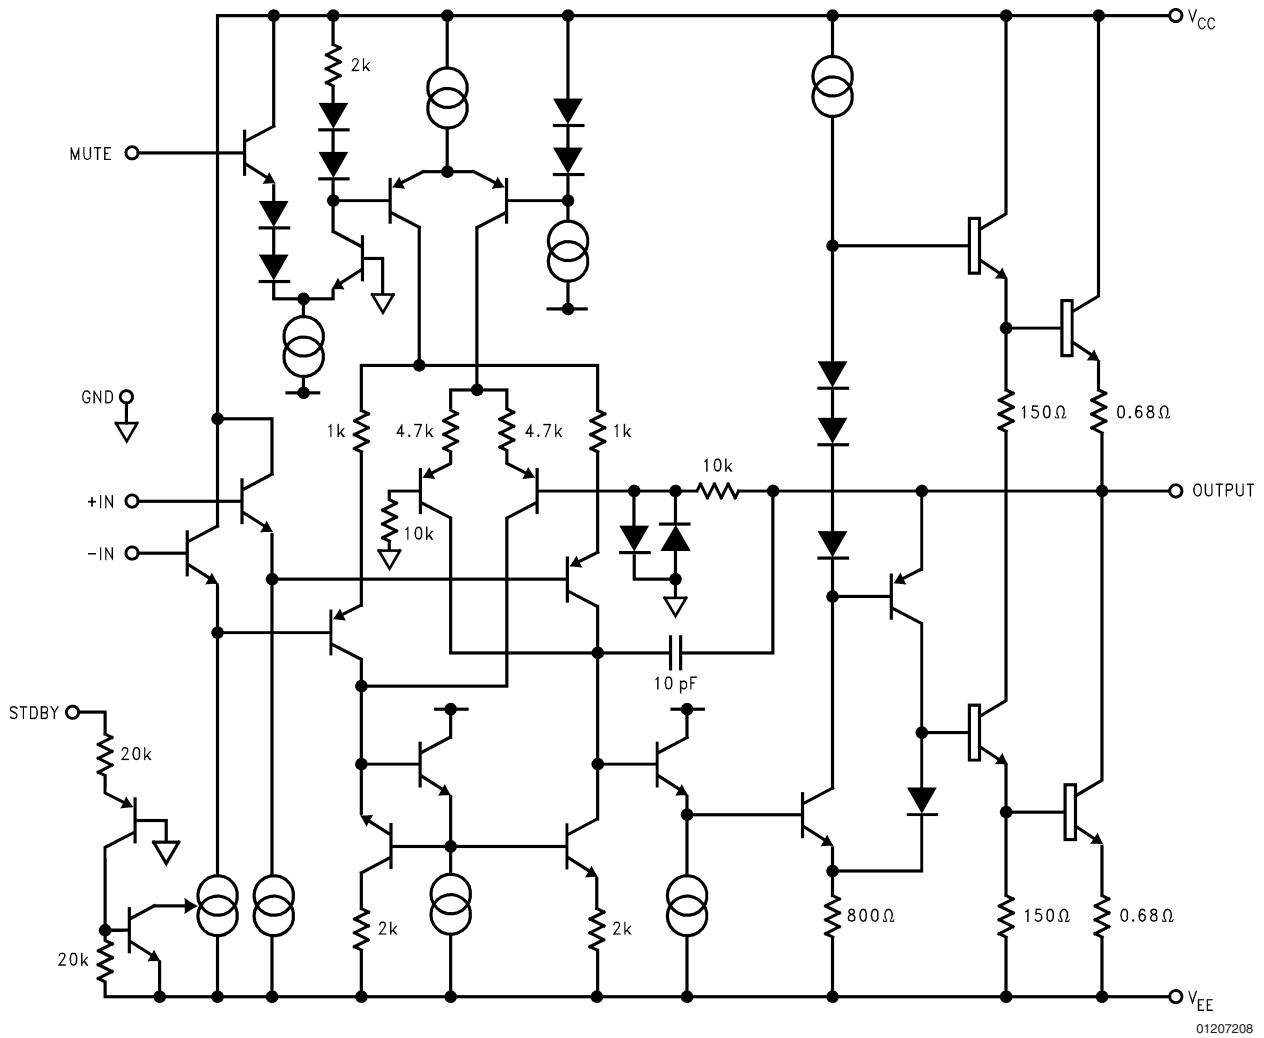 VCC
2k
MUTE
GND
1k
4.7k
4.7k
1k
150Ω
0.68Ω
10k
OUTPUT
+IN
10k
−IN
10 pF
STDBY
20k
800Ω
150Ω
0.68Ω
2k
2k
20k
VEE
01207208